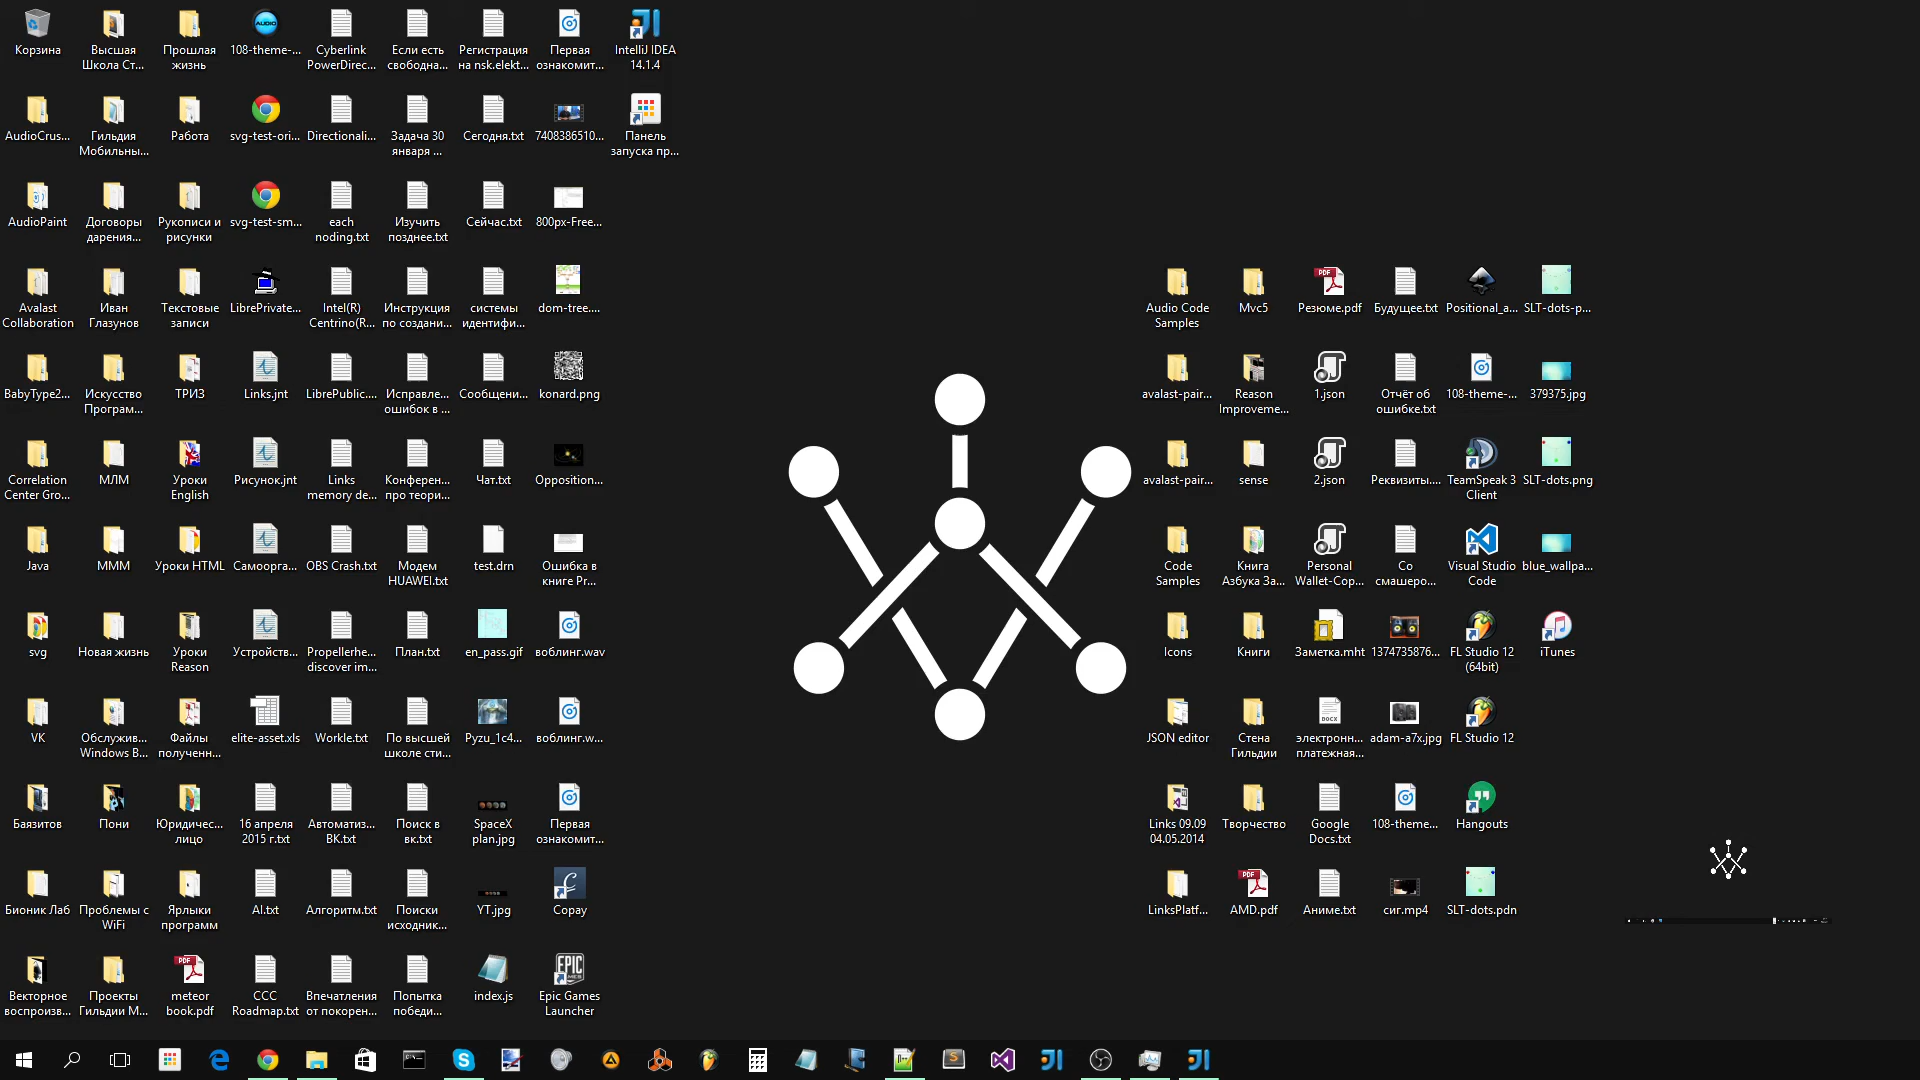 Корзина
Высшая
Школа Ст...
Прошлая
жизнь
108-theme-...
Cyberlink
PowerDirec...
Если есть
свободна...
Регистрация
на nsk.elekt...
Первая
ознакомит...
IntelliJ IDEA
14.1.4
AudioCrus...
Гильдия
Мобильны...
Работа
svg-test-ori...
Directionali...
Задача 30
января ...
Сегодня.txt
7408386510...
Панель
запуска пр...
AudioPaint
Договоры
дарения...
Рукописи и
рисунки
svg-test-sm...
each
noding.txt
Изучить
позднее.txt
Сейчас.txt
800px-Free...
Avalast
Collaboration
Иван
Глазунов
Текстовые
записи
LibrePrivate...
Intel(R)
Centrino(R...
Инструкция
по создани...
системы
идентифи...
dom-tree....
Audio Code
Samples
Mvc5
Резюме.pdf
Будущее.txt
Positional_a...
SLT-dots-p...
BabyType2...
Искусство
Програм...
ТРИЗ
Links.jnt
LibrePublic....
Исправле...
ошибок в ...
Сообщени...
konard.png
avalast-pair...
Reason
Improveme...
1.json
Отчёт об
ошибке.txt
108-theme-...
379375.jpg
Correlation
Center Gro...
МЛМ
Уроки
English
Рисунок.jnt
Links
memory de...
Конферен...
про теори...
Чат.txt
Opposition...
avalast-pair...
sense
2.json
Реквизиты....
TeamSpeak 3
Client
SLT-dots.png
Java
МММ
Уроки HTML
Самоорга...
OBS Crash.txt
Модем
HUAWEI.txt
test.drn
Ошибка в
книге Pr...
Code
Samples
Книга
Азбука За...
Personal
Wallet-Cop...
Со
смашеро...
Visual Studio
Code
blue_wallpa...
svg
Новая жизнь
Уроки
Reason
Устройств...
Propellerhe...
discover im...
План.txt
en_pass.gif
воблинг.wav
Icons
Книги
Заметка.mht
1374735876...
FL Studio 12
(64bit)
iTunes
VK
Обслужив...
Windows B...
Файлы
полученн...
elite-asset.xls
Workle.txt
По высшей
школе сти...
Pyzu_1c4...
воблинг.w...
JSON editor
Стена
Гильдии
электронн...
платежная...
adam-a7x.jpg
FL Studio 12
Баязитов
Пони
Юридичес...
лицо
16 апреля
2015 г.txt
Автоматиз...
ВК.txt
Поиск в
вк.txt
SpaceX
plan.jpg
Первая
ознакомит...
Links 09.09
04.05.2014
Творчество
Google
Docs.txt
108-theme....
Hangouts
Бионик Лаб
Проблемы с
WiFi
Ярлыки
программ
AI.txt
Алгоритм.txt
Поиски
исходник...
YT.jpg
Copay
LinksPlatf...
AMD.pdf
Аниме.txt
сиг.mp4
SLT-dots.pdn
Векторное
воспроизв...
Проекты
Гильдии М...
meteor
book.pdf
CCC
Roadmap.txt
Впечатления
от покорен...
Попытка
победи...
index.js
Epic Games
Launcher